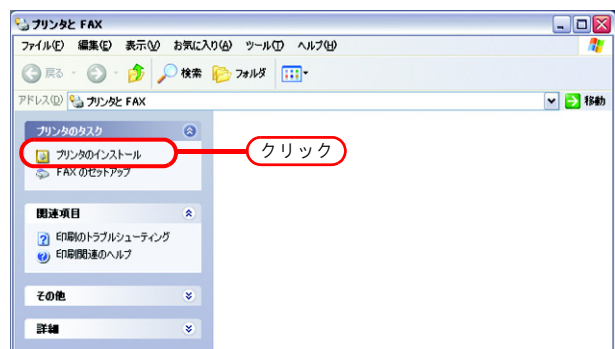 プリンタと FAX
ファイル(F) 編集(E) 表示(V) お気に入り(A) ツール(T) ヘルプ(H)
戻る 検索 フォルダ
アドレス(D) プリンタと FAX 移動
プリンタのタスク
プリンタのインストール
クリック
FAX のセットアップ
関連項目
印刷のトラブルシューティング
印刷関連のヘルプ
その他
詳細